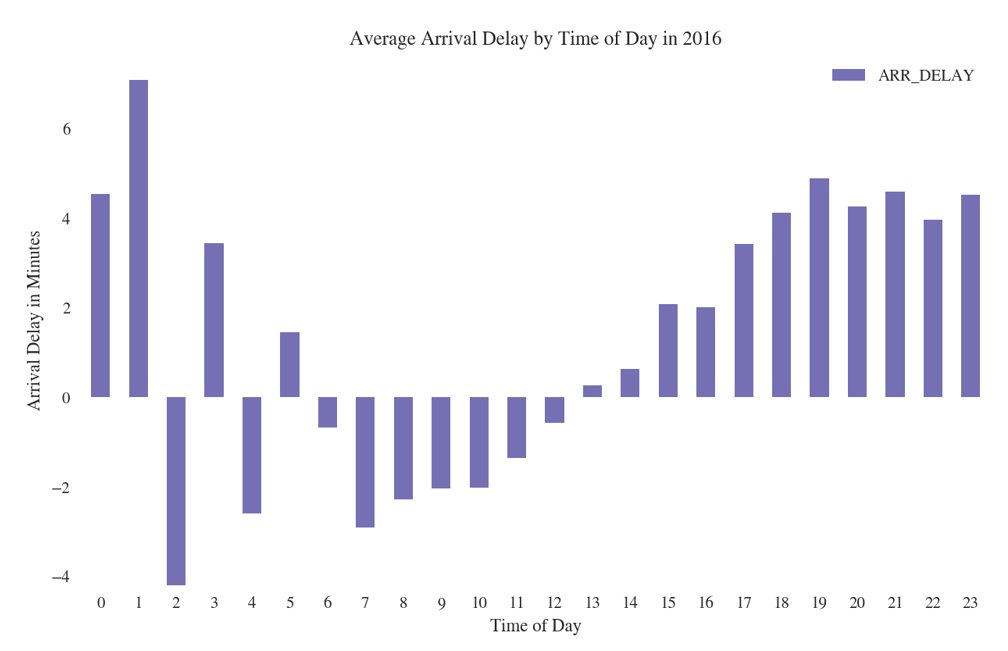 Average Arrival Delay by Time of Day in 2016
ARR_DELAY
Arrival Delay in Minutes
6
4
2
0
−2
−4
0 1 2 3 4 5 6 7 8 9 10 11 12 13 14 15 16 17 18 19 20 21 22 23
Time of Day